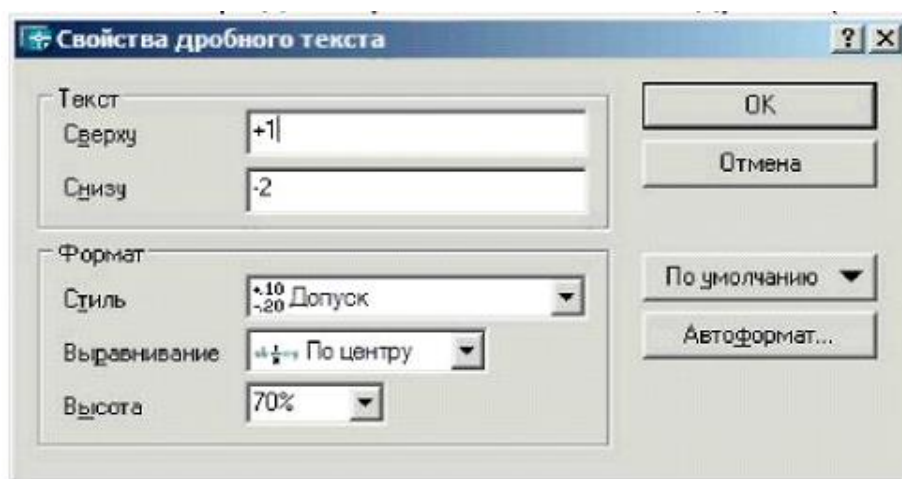 Свойства дробного текста
Текст
Сверху
+1
Снизу
-2
OK
Отмена
Формат
Стиль
+.10
-.20 Допуск
Выравнивание
По центру
Высота
70%
По умолчанию
Автоформат...